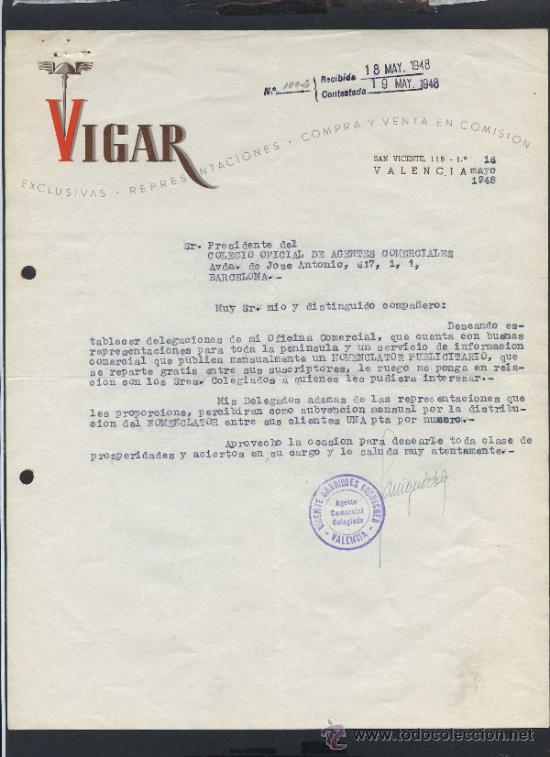 Recibida 18 MAY. 1948
N.º 1002
Contestada 19 MAY. 1948
VIGAR
EXCLUSIVAS · REPRESENTACIONES · COMPRA Y VENTA EN COMISION
SAN VICENTE, 118 - 1.º 14
VALENCIA mayo
1948
Sr. Presidente del
COLEGIO OFICIAL DE AGENTES COMERCIALES
Avda. de Jose Antonio, 617, 1, 1,
BARCELONA.-
Muy Sr. mio y distinguido compañero:
Deseando es-
tablecer delegaciones de mi Oficina Comercial, que cuenta con buenas
representaciones para toda la peninsula y un servicio de informacion
comercial que publica mensualmente un NOMENCLATOR PUBLICITARIO, que
se reparte gratis entre sus suscriptores, le ruego me ponga en rela-
cion con los Sres. Colegiados a quienes les pudiera interesar.-
Mis Delegados ademas de las representaciones que
les proporcione, percibiran como subvencion mensual por la distribu-
cion del NOMENCLATOR entre sus clientes UNA pta por numero.-
Aprovecho la ocasion para desearle toda clase de
prosperidades y aciertos en su cargo y le saluda muy atentamente.-
VICENTE GARRIGUES
Agente
Comercial
Colegiado
- VALENCIA -
todocoleccion
www.todocoleccion.net